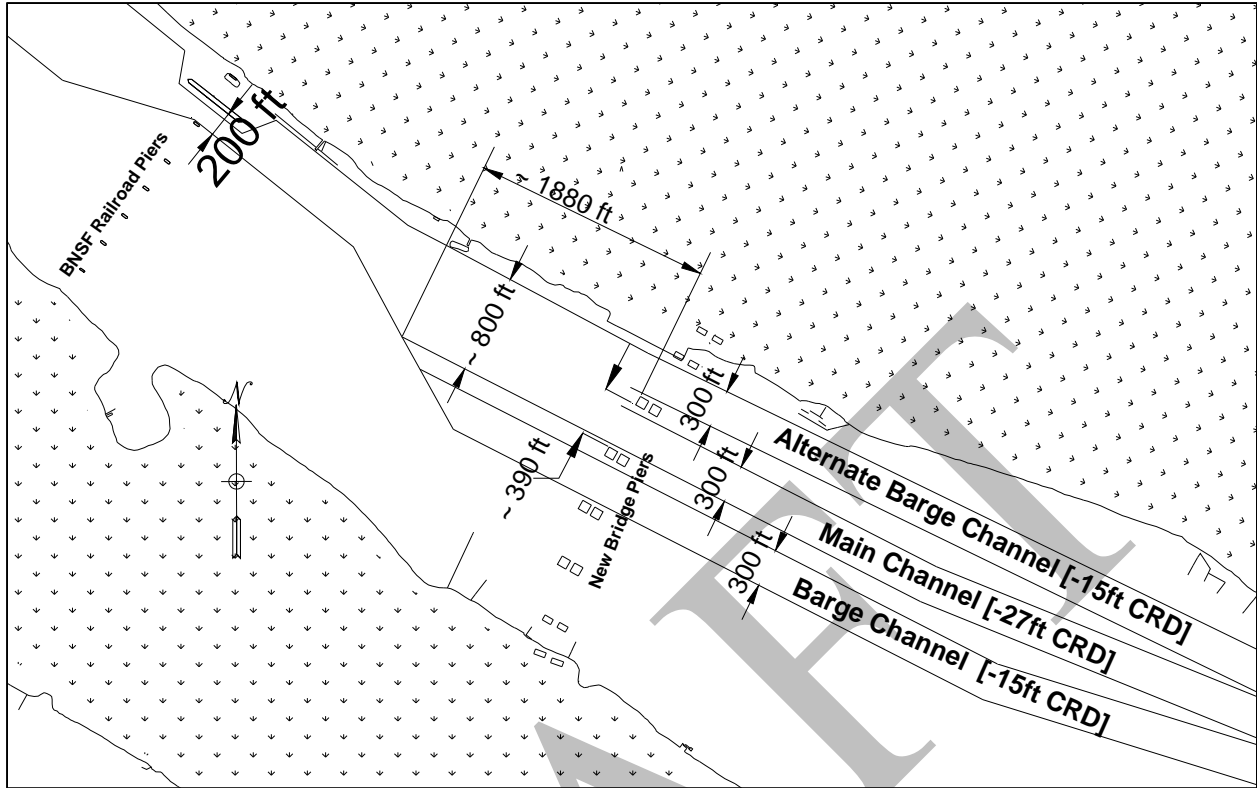 200 ft
BNSF Railroad Piers
~ 1880 ft
~ 800 ft
~ 390 ft
300 ft
300 ft
300 ft
New Bridge Piers
Alternate Barge Channel [-15ft CRD]
Main Channel [-27ft CRD]
Barge Channel [-15ft CRD]
N